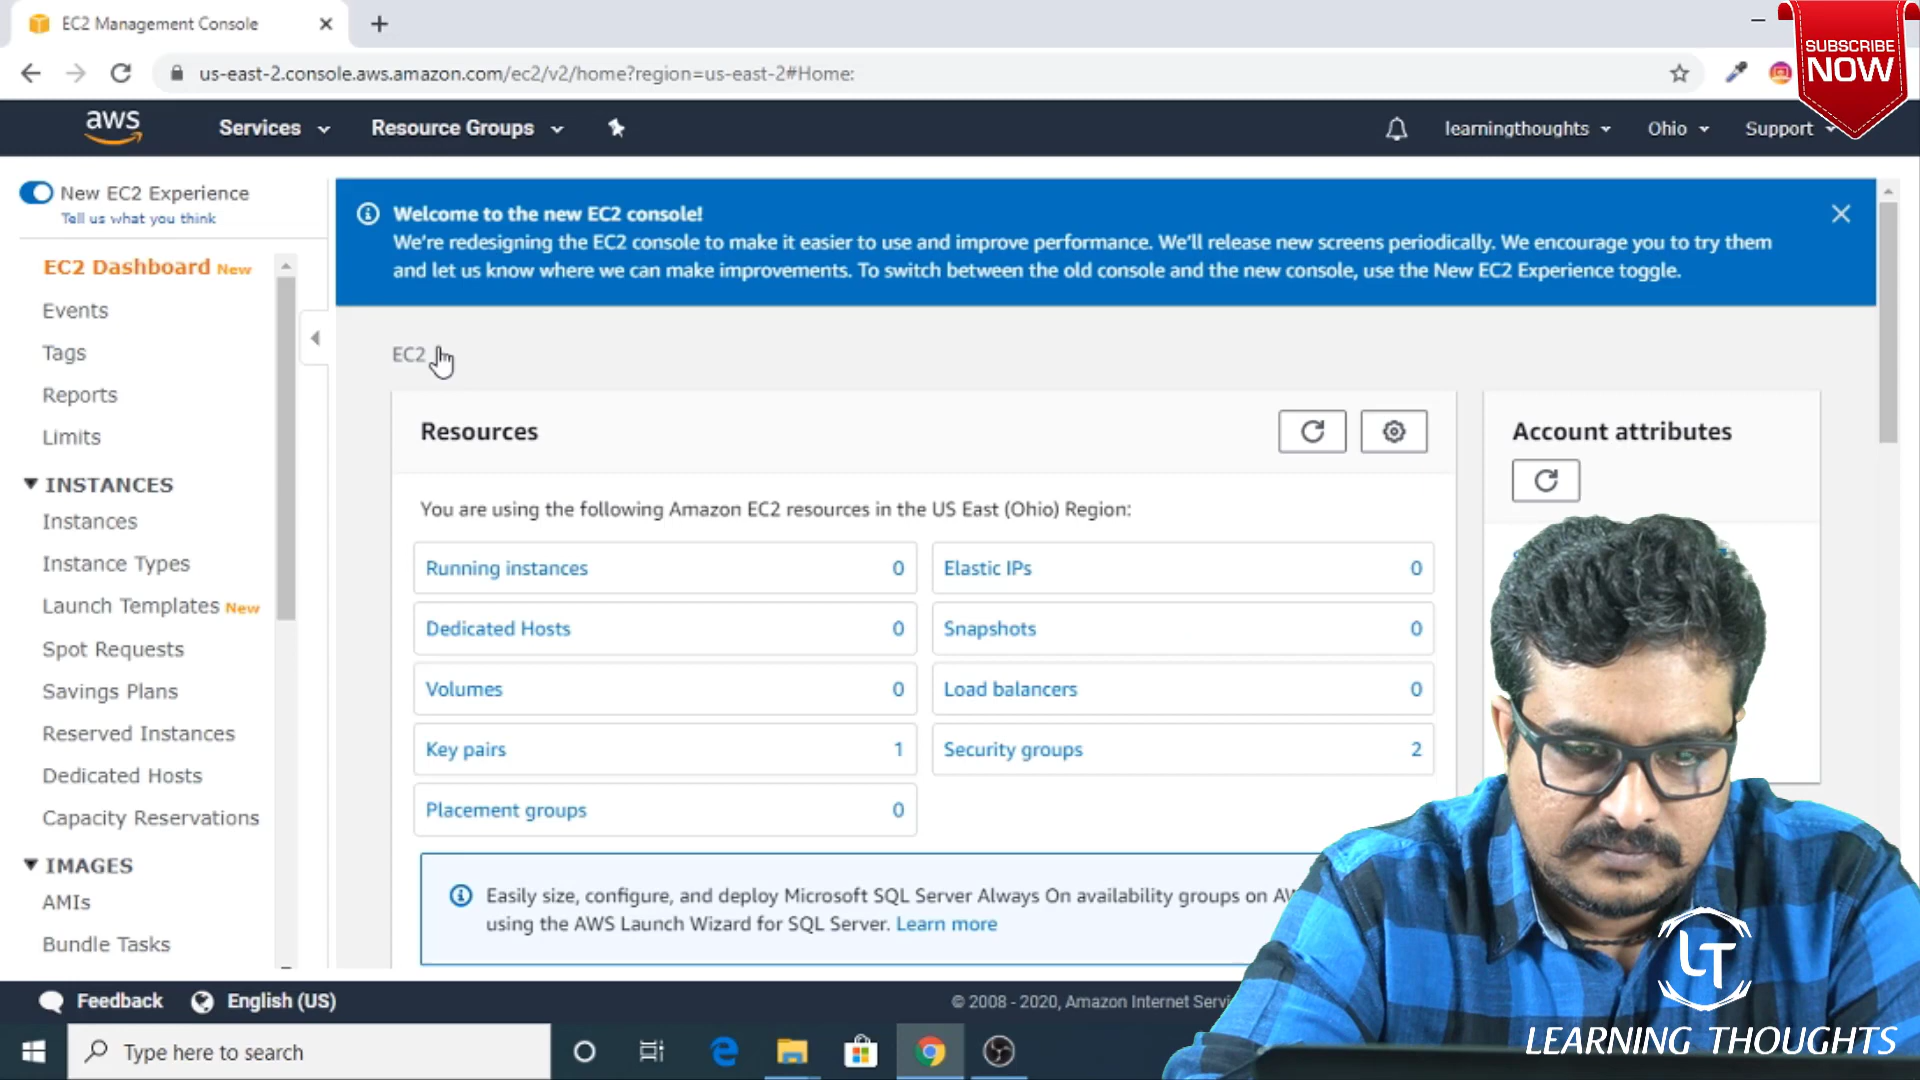 EC2 Management Console
SUBSCRIBE
NOW
us-east-2.console.aws.amazon.com/ec2/v2/home?region=us-east-2#Home:
aws
Services
Resource Groups
learningthoughts
Ohio
Support
New EC2 Experience
Tell us what you think
Welcome to the new EC2 console!
We're redesigning the EC2 console to make it easier to use and improve performance. We'll release new screens periodically. We encourage you to try them
and let us know where we can make improvements. To switch between the old console and the new console, use the New EC2 Experience toggle.
EC2 Dashboard New
Events
Tags
Reports
Limits
INSTANCES
Instances
Instance Types
Launch Templates New
Spot Requests
Savings Plans
Reserved Instances
Dedicated Hosts
Capacity Reservations
IMAGES
AMIs
Bundle Tasks
EC2
Resources
You are using the following Amazon EC2 resources in the US East (Ohio) Region:
Running instances 0
Elastic IPs 0
Dedicated Hosts 0
Snapshots 0
Volumes 0
Load balancers 0
Key pairs 1
Security groups 2
Placement groups 0
Easily size, configure, and deploy Microsoft SQL Server Always On availability groups on
using the AWS Launch Wizard for SQL Server. Learn more
Account attributes
Feedback
English (US)
© 2008 - 2020, Amazon Internet
Type here to search
LT
LEARNING THOUGHTS